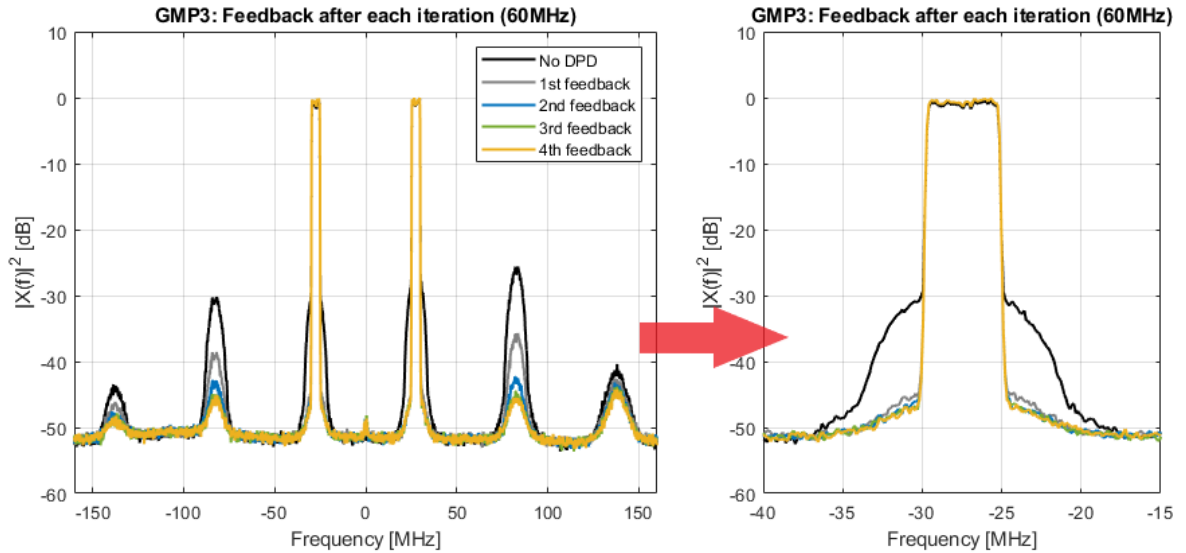 GMP3: Feedback after each iteration (60MHz)
10
0
-10
-20
-30
-40
-50
-60
|X(f)|² [dB]
No DPD
1st feedback
2nd feedback
3rd feedback
4th feedback
-150
-100
-50
0
50
100
150
Frequency [MHz]
GMP3: Feedback after each iteration (60MHz)
10
0
-10
-20
-30
-40
-50
-60
|X(f)|² [dB]
-40
-35
-30
-25
-20
-15
Frequency [MHz]